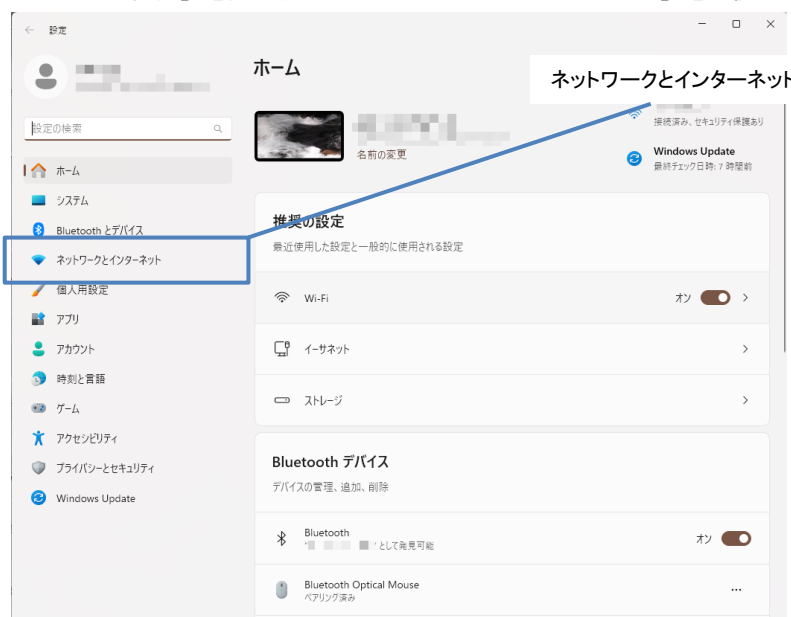 設定
ホーム
ネットワークとインターネット
設定の検索
名前の変更
接続済み、セキュリティ保護あり
Windows Update
最終チェック日時: 7 時間前
ホーム
システム
Bluetooth とデバイス
ネットワークとインターネット
個人用設定
アプリ
アカウント
時刻と言語
ゲーム
アクセシビリティ
プライバシーとセキュリティ
Windows Update
推奨の設定
最近使用した設定と一般的に使用される設定
Wi-Fi
オン
イーサネット
ストレージ
Bluetooth デバイス
デバイスの管理、追加、削除
Bluetooth
として発見可能
オン
Bluetooth Optical Mouse
ペアリング済み